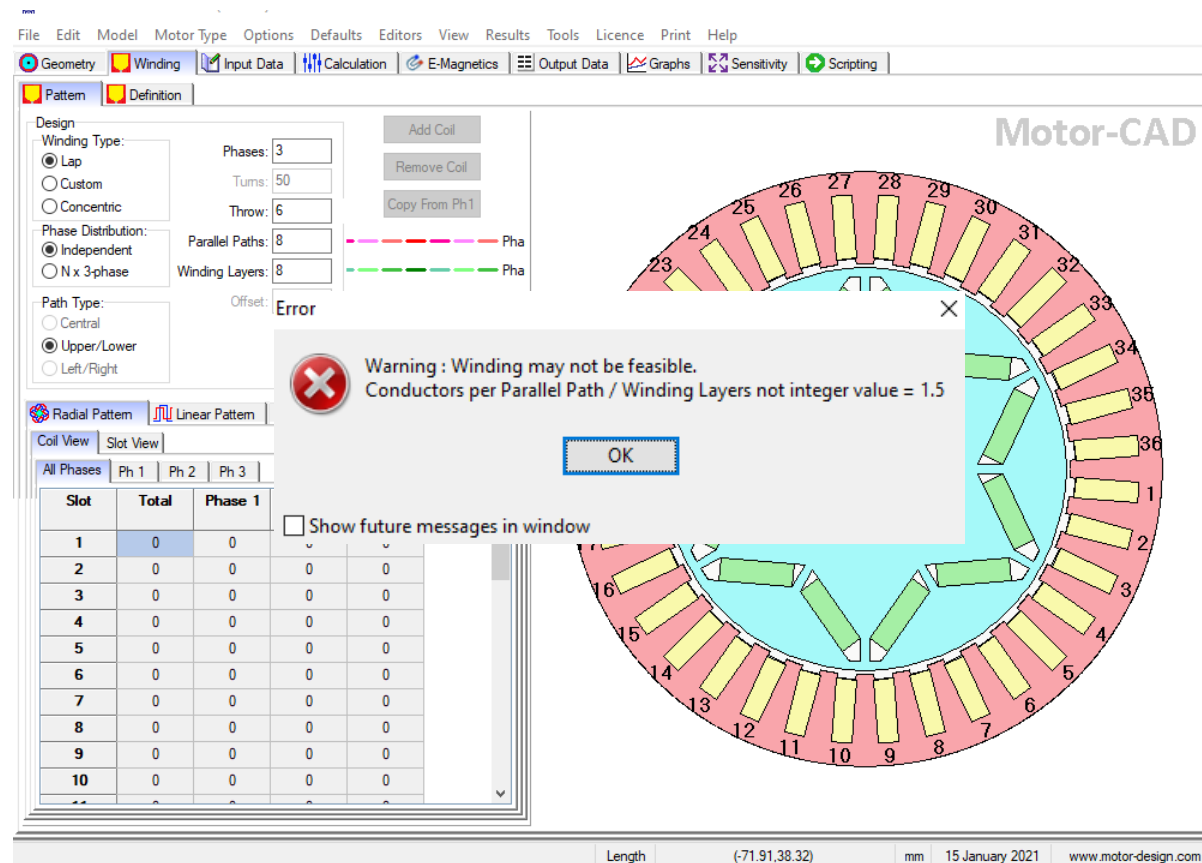 File Edit Model Motor Type Options Defaults Editors View Results Tools Licence Print Help
Geometry Winding Input Data Calculation E-Magnetics Output Data Graphs Sensitivity Scripting
Pattern Definition
Design
Winding Type:
Lap
Custom
Concentric
Phase Distribution:
Independent
N x 3-phase
Path Type:
Central
Upper/Lower
Left/Right
Phases: 3
Turns: 50
Throw: 6
Parallel Paths: 8
Winding Layers: 8
Offset:
Add Coil
Remove Coil
Copy From Ph1
Pha
Pha
Motor-CAD
Error
Warning : Winding may not be feasible.
Conductors per Parallel Path / Winding Layers not integer value = 1.5
OK
Show future messages in window
Radial Pattern Linear Pattern
Coil View Slot View
All Phases Ph 1 Ph 2 Ph 3
Slot Total Phase 1
1 0 0 0 0
2 0 0 0 0
3 0 0 0 0
4 0 0 0 0
5 0 0 0 0
6 0 0 0 0
7 0 0 0 0
8 0 0 0 0
9 0 0 0 0
10 0 0 0 0
23
24
25
26
27
28
29
30
31
32
33
34
35
36
1
2
3
4
5
6
7
8
9
10
11
12
13
14
15
16
17
Length (-71.91,38.32) mm 15 January 2021 www.motor-design.com